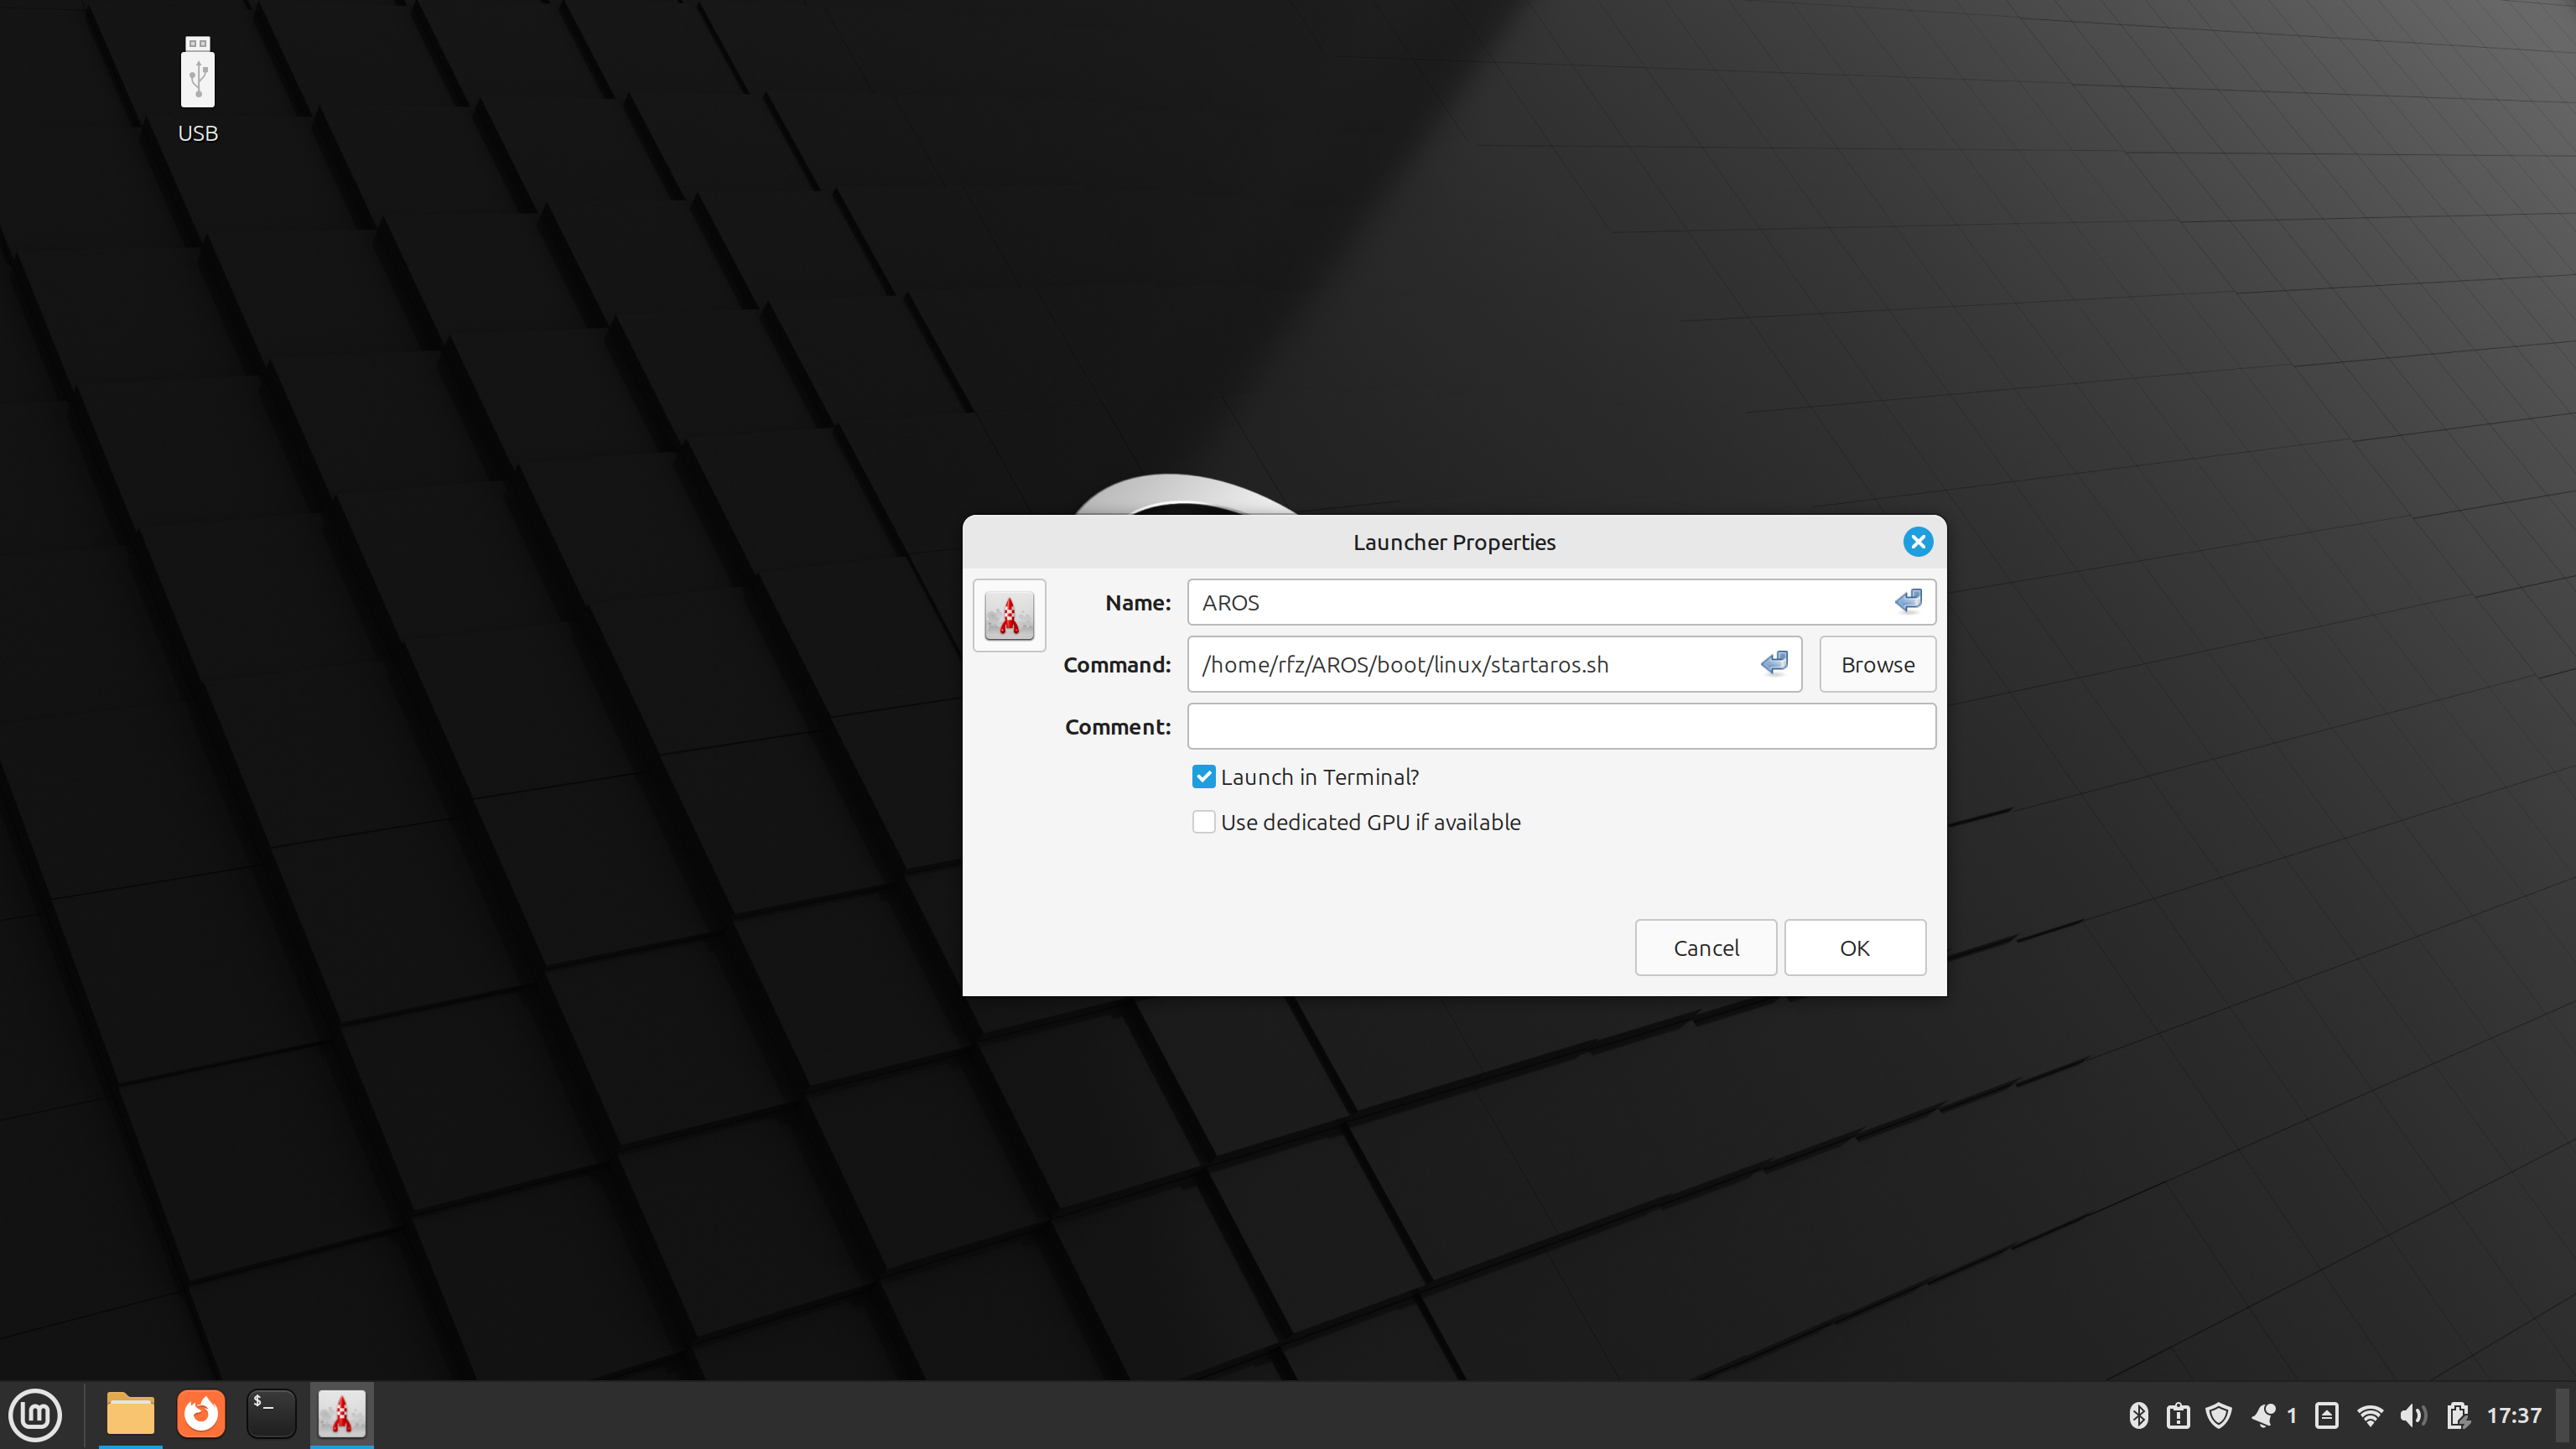 USB
Launcher Properties
Name: AROS
Command: /home/rfz/AROS/boot/linux/startaros.sh Browse
Comment:
Launch in Terminal?
Use dedicated GPU if available
Cancel OK
$_
1 17:37